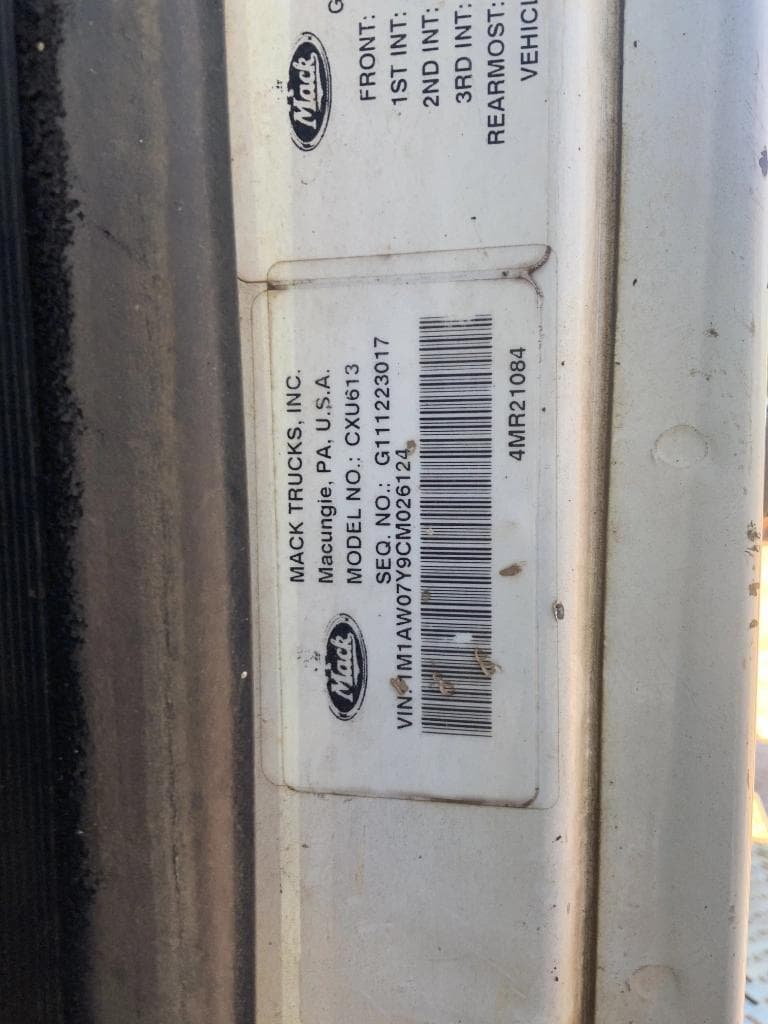 G
Mack
FRONT:
1ST INT:
2ND INT:
3RD INT:
REARMOST:
VEHICL
Mack
MACK TRUCKS, INC.
Macungie, PA, U.S.A.
MODEL NO.: CXU613
SEQ. NO.: G111223017
VIN: 1M1AW07Y9CM026124
4MR21084